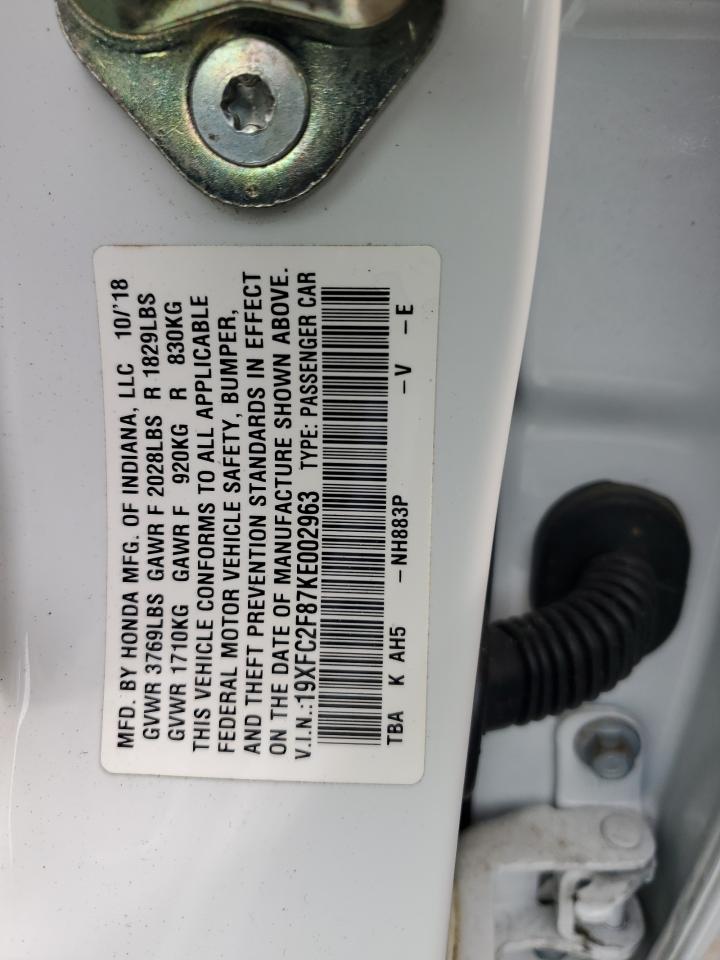 MFD. BY HONDA MFG. OF INDIANA, LLC 10/'18
GVWR 3769LBS GAWR F 2028LBS R 1829LBS
GVWR 1710KG GAWR F 920KG R 830KG
THIS VEHICLE CONFORMS TO ALL APPLICABLE
FEDERAL MOTOR VEHICLE SAFETY, BUMPER,
AND THEFT PREVENTION STANDARDS IN EFFECT
ON THE DATE OF MANUFACTURE SHOWN ABOVE.
V.I.N.:19XFC2F87KE002963 TYPE: PASSENGER CAR
TBA K AH5 -NH883P -V -E